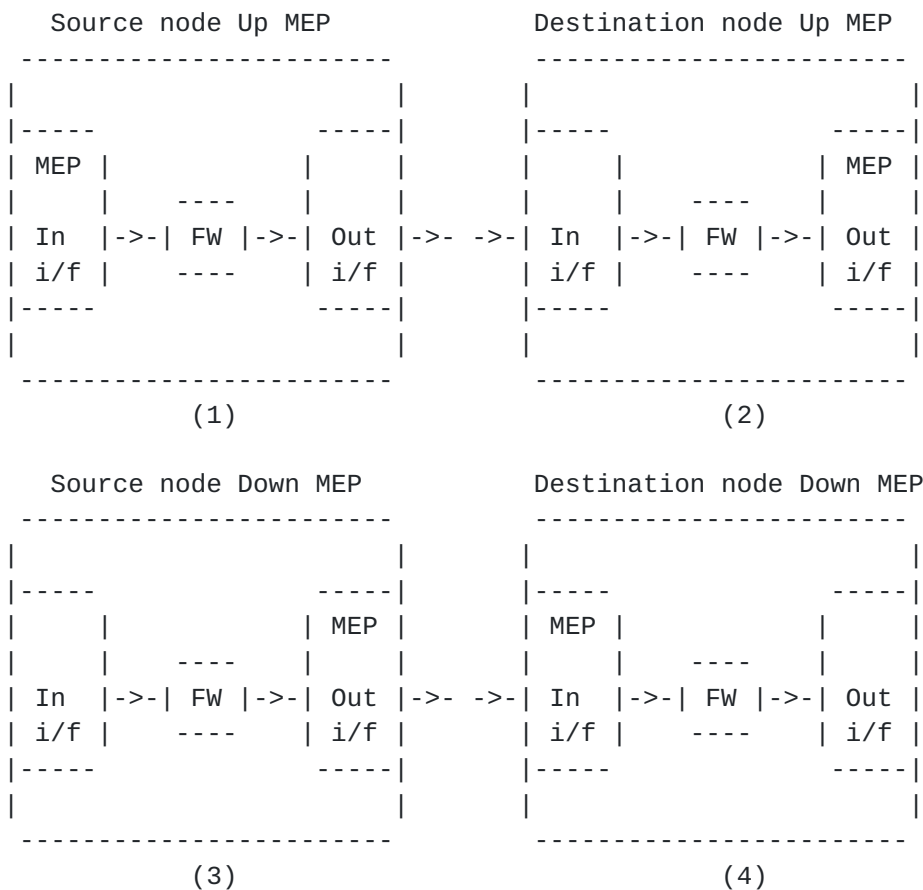 Source node Up MEP Destination node Up MEP
------------------------ ------------------------
| | | |
|----- -----| |----- -----|
| MEP | | | | | | MEP |
| | ---- | | | | ---- | |
| In |->-| FW |->-| Out |->- ->-| In |->-| FW |->-| Out |
| i/f | ---- | i/f | | i/f | ---- | i/f |
|----- -----| |----- -----|
| | | |
------------------------ ------------------------
(1) (2)
Source node Down MEP Destination node Down MEP
------------------------ ------------------------
| | | |
|----- -----| |----- -----|
| | | MEP | | MEP | | |
| | ---- | | | | ---- | |
| In |->-| FW |->-| Out |->- ->-| In |->-| FW |->-| Out |
| i/f | ---- | i/f | | i/f | ---- | i/f |
|----- -----| |----- -----|
| | | |
------------------------ ------------------------
(3) (4)